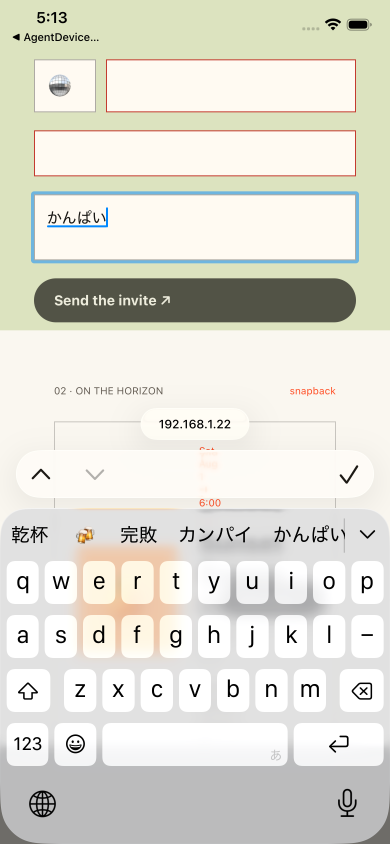 5:13
◀ AgentDevice...
かんぱい
Send the invite ↗
02 · ON THE HORIZON
snapback
192.168.1.22
Sat
6:00
乾杯 🍻 完敗 カンパイ かんぱい
q w e r t y u i o p
a s d f g h j k l –
z x c v b n m
123
あ